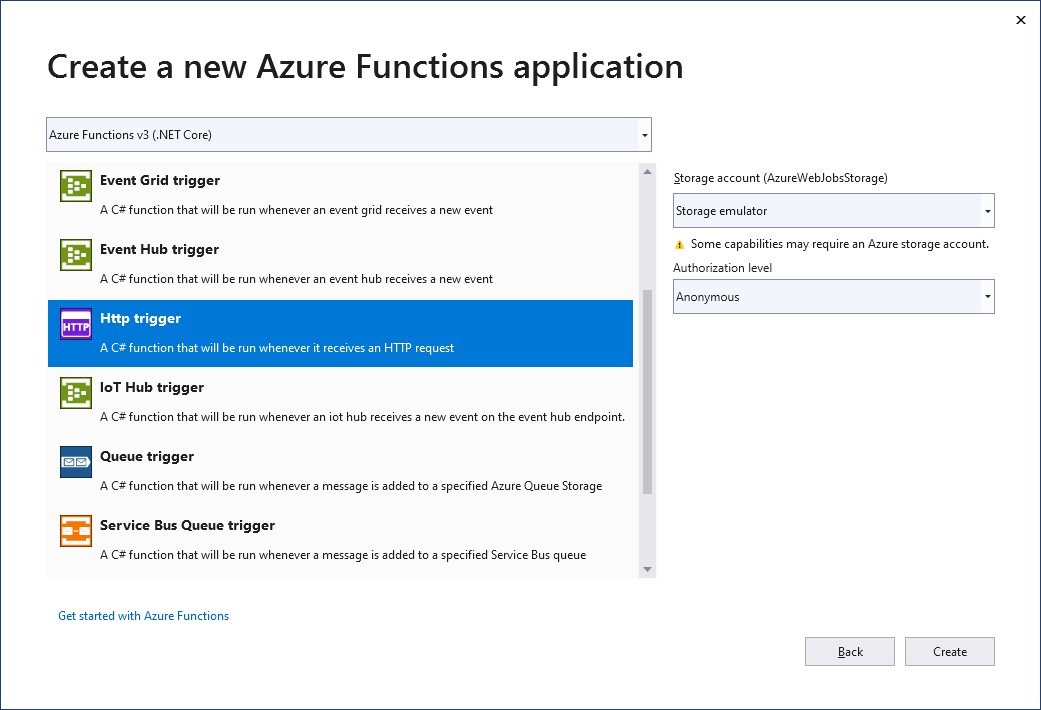 Create a new Azure Functions application
Azure Functions v3 (.NET Core)
Event Grid trigger
A C# function that will be run whenever an event grid receives a new event
Event Hub trigger
A C# function that will be run whenever an event hub receives a new event
HTTP
Http trigger
A C# function that will be run whenever it receives an HTTP request
IoT Hub trigger
A C# function that will be run whenever an iot hub receives a new event on the event hub endpoint.
Queue trigger
A C# function that will be run whenever a message is added to a specified Azure Queue Storage
Service Bus Queue trigger
A C# function that will be run whenever a message is added to a specified Service Bus queue
Storage account (AzureWebJobsStorage)
Storage emulator
Some capabilities may require an Azure storage account.
Authorization level
Anonymous
Get started with Azure Functions
Back
Create